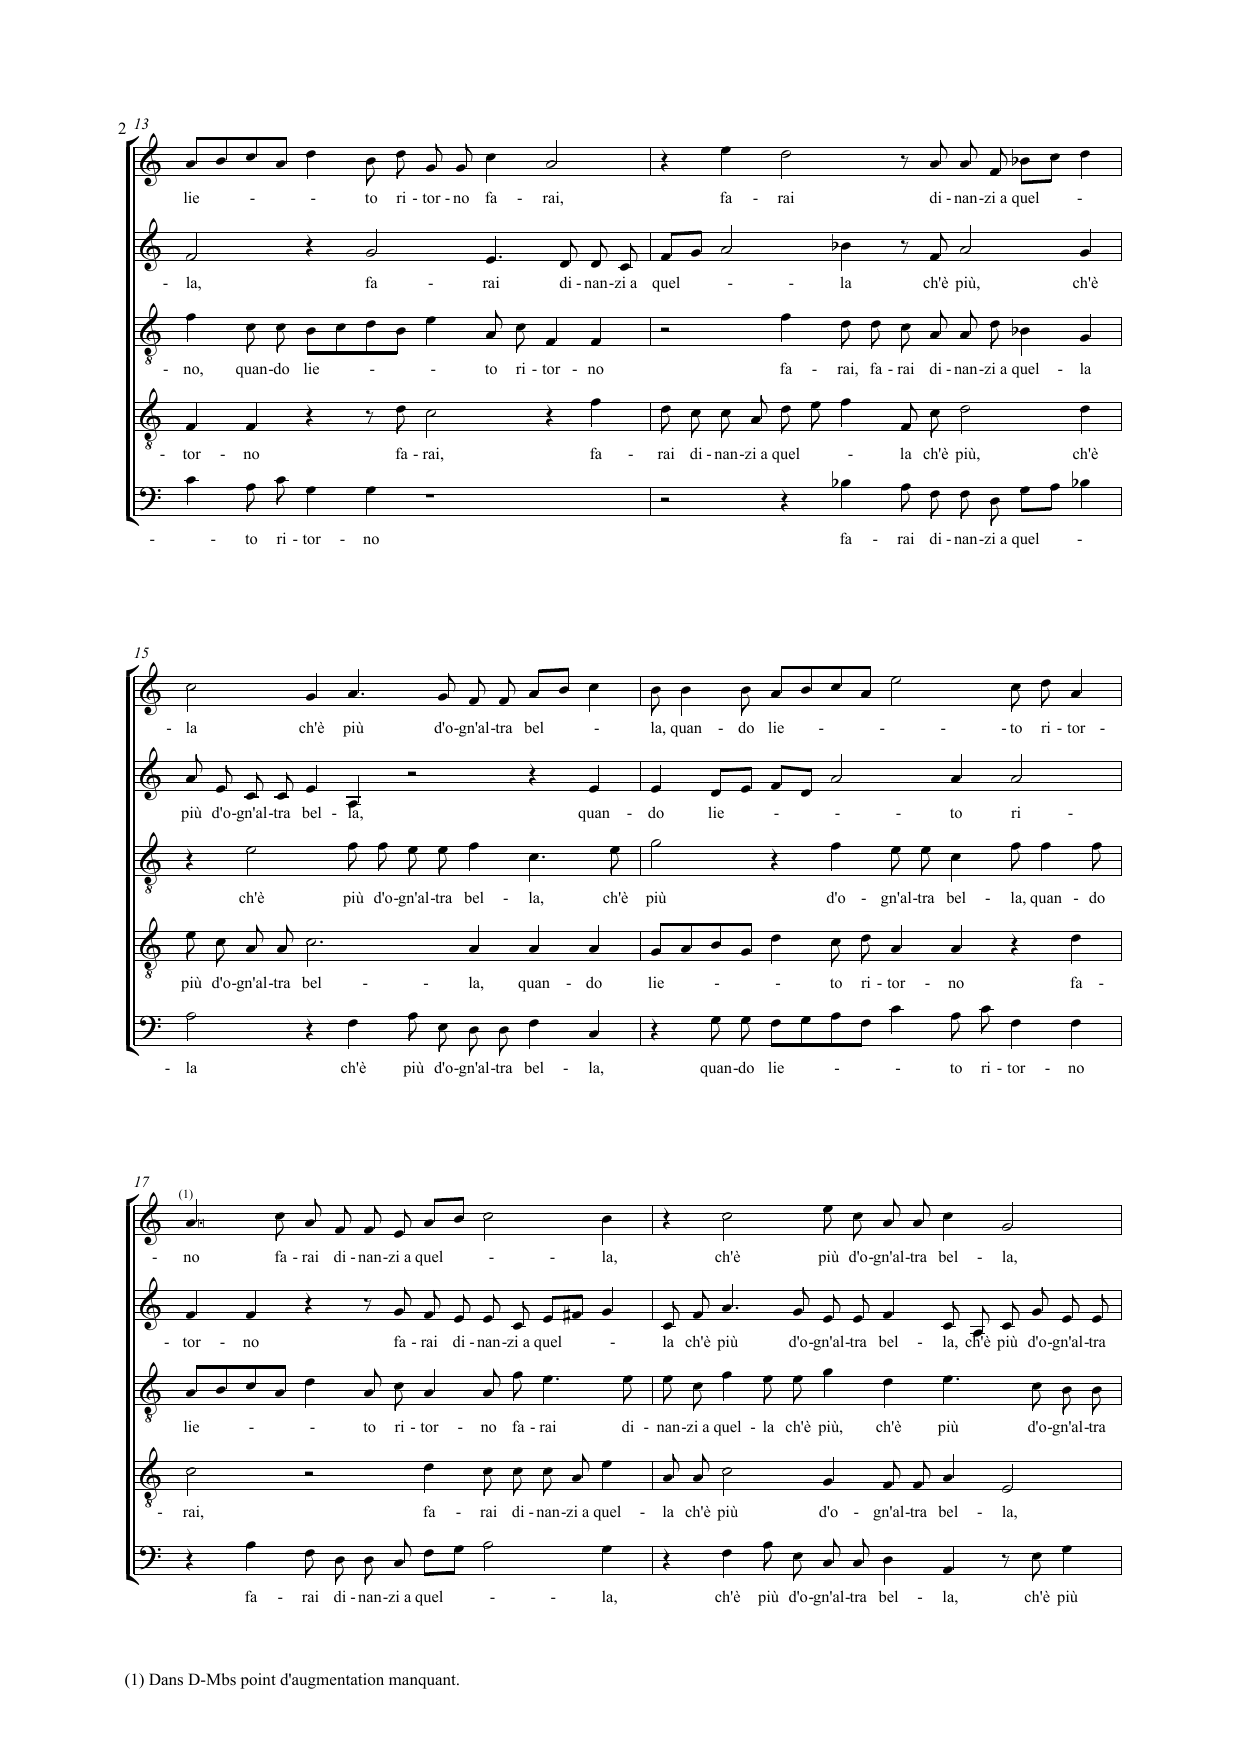 2 13
lie - - - to ri - tor - no fa - rai, fa - rai di - nan - zi a quel -
- la, fa - rai di - nan - zi a quel - - la ch'è più, ch'è
- no, quan - do lie - - - to ri - tor - no fa - rai, fa - rai di - nan - zi a quel - la
- tor - no fa - rai, fa - rai di - nan - zi a quel - la ch'è più, ch'è
- - to ri - tor - no fa - rai di - nan - zi a quel -
15
- la ch'è più d'o - gn'al - tra bel - la, quan - do lie - - - - to ri - tor -
più d'o - gn'al - tra bel - la, quan - do lie - - - to ri -
ch'è più d'o - gn'al - tra bel - la, ch'è più d'o - gn'al - tra bel - la, quan - do
più d'o - gn'al - tra bel - - la, quan - do lie - - to ri - tor - no fa -
- la ch'è più d'o - gn'al - tra bel - la, quan - do lie - - to ri - tor - no
17
(1)
- no fa - rai di - nan - zi a quel - - la, ch'è più d'o - gn'al - tra bel - la,
- tor - no fa - rai di - nan - zi a quel - la ch'è più d'o - gn'al - tra bel - la, ch'è più d'o - gn'al - tra
lie - - - to ri - tor - no fa - rai di - nan - zi a quel - la ch'è più, ch'è più d'o - gn'al - tra
- rai, fa - rai di - nan - zi a quel - la ch'è più d'o - gn'al - tra bel - la,
fa - rai di - nan - zi a quel - - la, ch'è più d'o - gn'al - tra bel - la, ch'è più
(1) Dans D-Mbs point d'augmentation manquant.